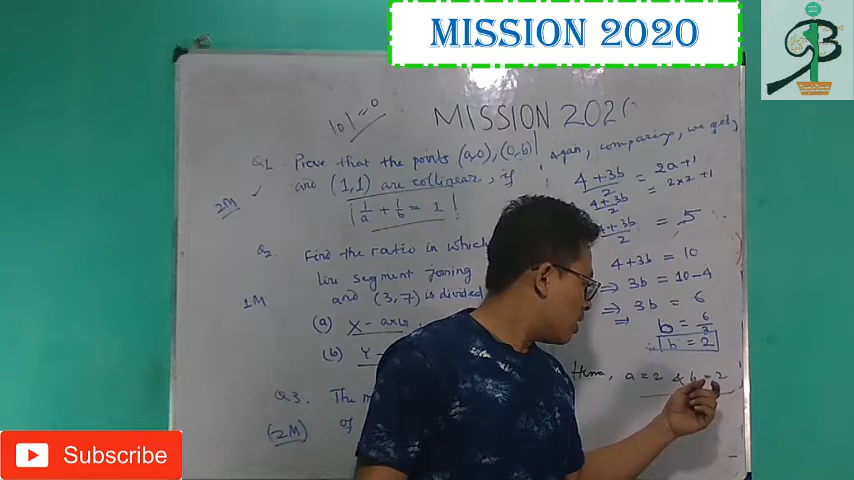 MISSION 2020
|0|=0
MISSION 202
Q1. Prove that the points (a,0), (0,b)
and (1,1) are collinear, if
2M
1/a + 1/b = 1
Q2 Find the ratio in which
line segment joining
1M
and (3,7) is divided
(a) X-axis
(b) Y-
Q3. The
(2M) of
Again, comparing, we get,
(4+3b)/2 = 2a+1
(4+3b)/2 = 2×2+1
4+3b/2 = 5
4+3b = 10
⇒ 3b = 10-4
⇒ 3b = 6
⇒ b = 6/3
b = 2
Hence, a = 2 & b = 2
Subscribe